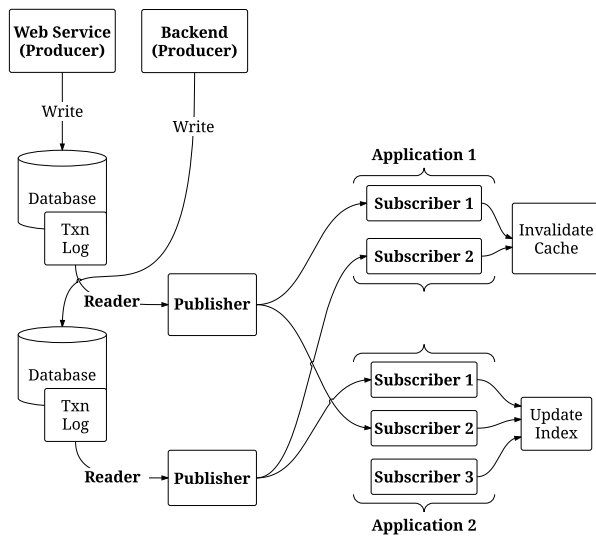 Web Service
(Producer)
Backend
(Producer)
Write
Write
Database
Txn
Log
Reader
Publisher
Application 1
Subscriber 1
Subscriber 2
Invalidate
Cache
Database
Txn
Log
Reader
Publisher
Subscriber 1
Subscriber 2
Subscriber 3
Update
Index
Application 2